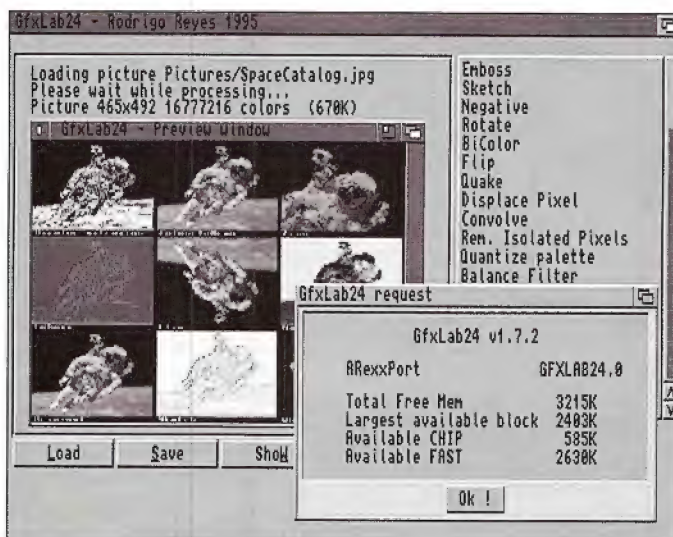 GfxLab24 - Rodrigo Reyes 1995
Loading picture Pictures/SpaceCatalog.jpg
Please wait while processing...
Picture 465x492 16777216 colors (670K)
GfxLab24 - Preview window
Emboss
Sketch
Negative
Rotate
BiColor
Flip
Quake
Displace Pixel
Convolve
Rem. Isolated Pixels
Quantize palette
Balance Filter
GfxLab24 request
GfxLab24 v1.7.2
ARexxPort GFXLAB24.0
Total Free Mem 3215K
Largest available block 2403K
Available CHIP 585K
Available FAST 2630K
Ok !
Load
Save
Show